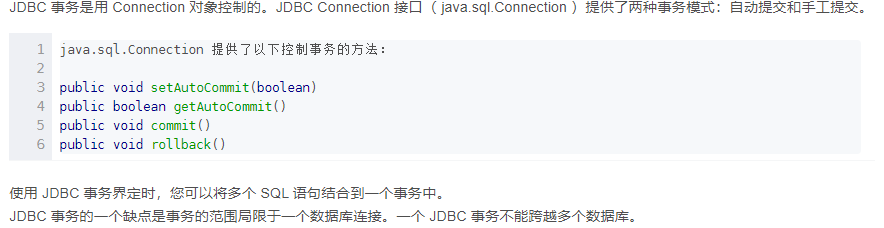 JDBC 事务是用 Connection 对象控制的。JDBC Connection 接口（ java.sql.Connection ）提供了两种事务模式：自动提交和手工提交。
1 java.sql.Connection 提供了以下控制事务的方法：
2
3 public void setAutoCommit(boolean)
4 public boolean getAutoCommit()
5 public void commit()
6 public void rollback()
使用 JDBC 事务界定时，您可以将多个 SQL 语句结合到一个事务中。
JDBC 事务的一个缺点是事务的范围局限于一个数据库连接。一个 JDBC 事务不能跨越多个数据库。